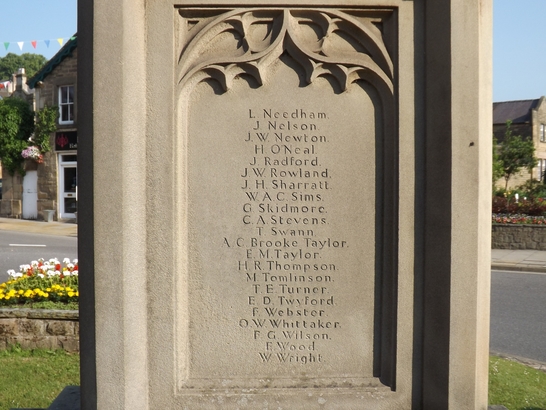 L. Needham.
J. Nelson.
J. W. Newton.
H. O'Neal.
J. Radford.
J. W. Rowland.
J. H. Sharratt.
W. A. C. Sims.
G. Skidmore.
C. A. Stevens.
T. Swann.
A. C. Brooke Taylor.
E. M. Taylor.
H. R. Thompson.
M. Tomlinson.
T. E. Turner.
E. D. Twyford.
F. Webster.
O. W. Whittaker.
F. G. Wilson.
E. Wood.
W. Wright.